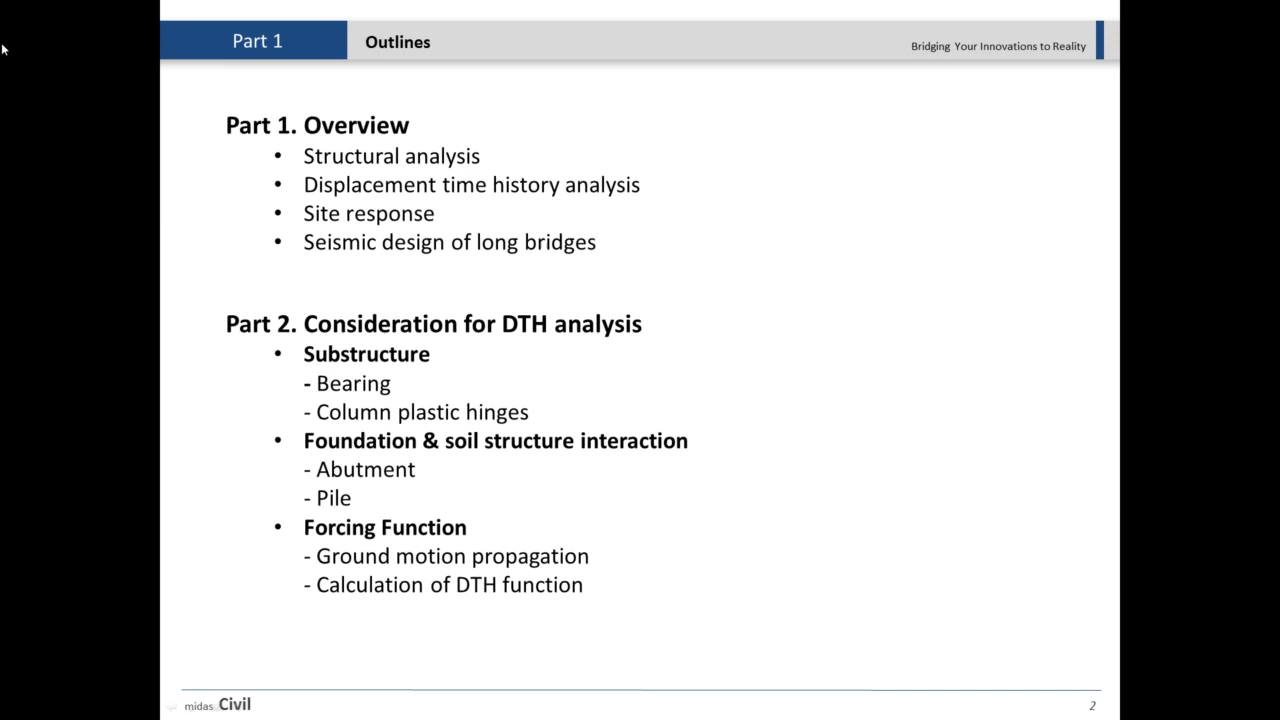 Part 1
Outlines
Bridging Your Innovations to Reality
Part 1. Overview
• Structural analysis
• Displacement time history analysis
• Site response
• Seismic design of long bridges
Part 2. Consideration for DTH analysis
• Substructure
- Bearing
- Column plastic hinges
• Foundation & soil structure interaction
- Abutment
- Pile
• Forcing Function
- Ground motion propagation
- Calculation of DTH function
midas Civil
2